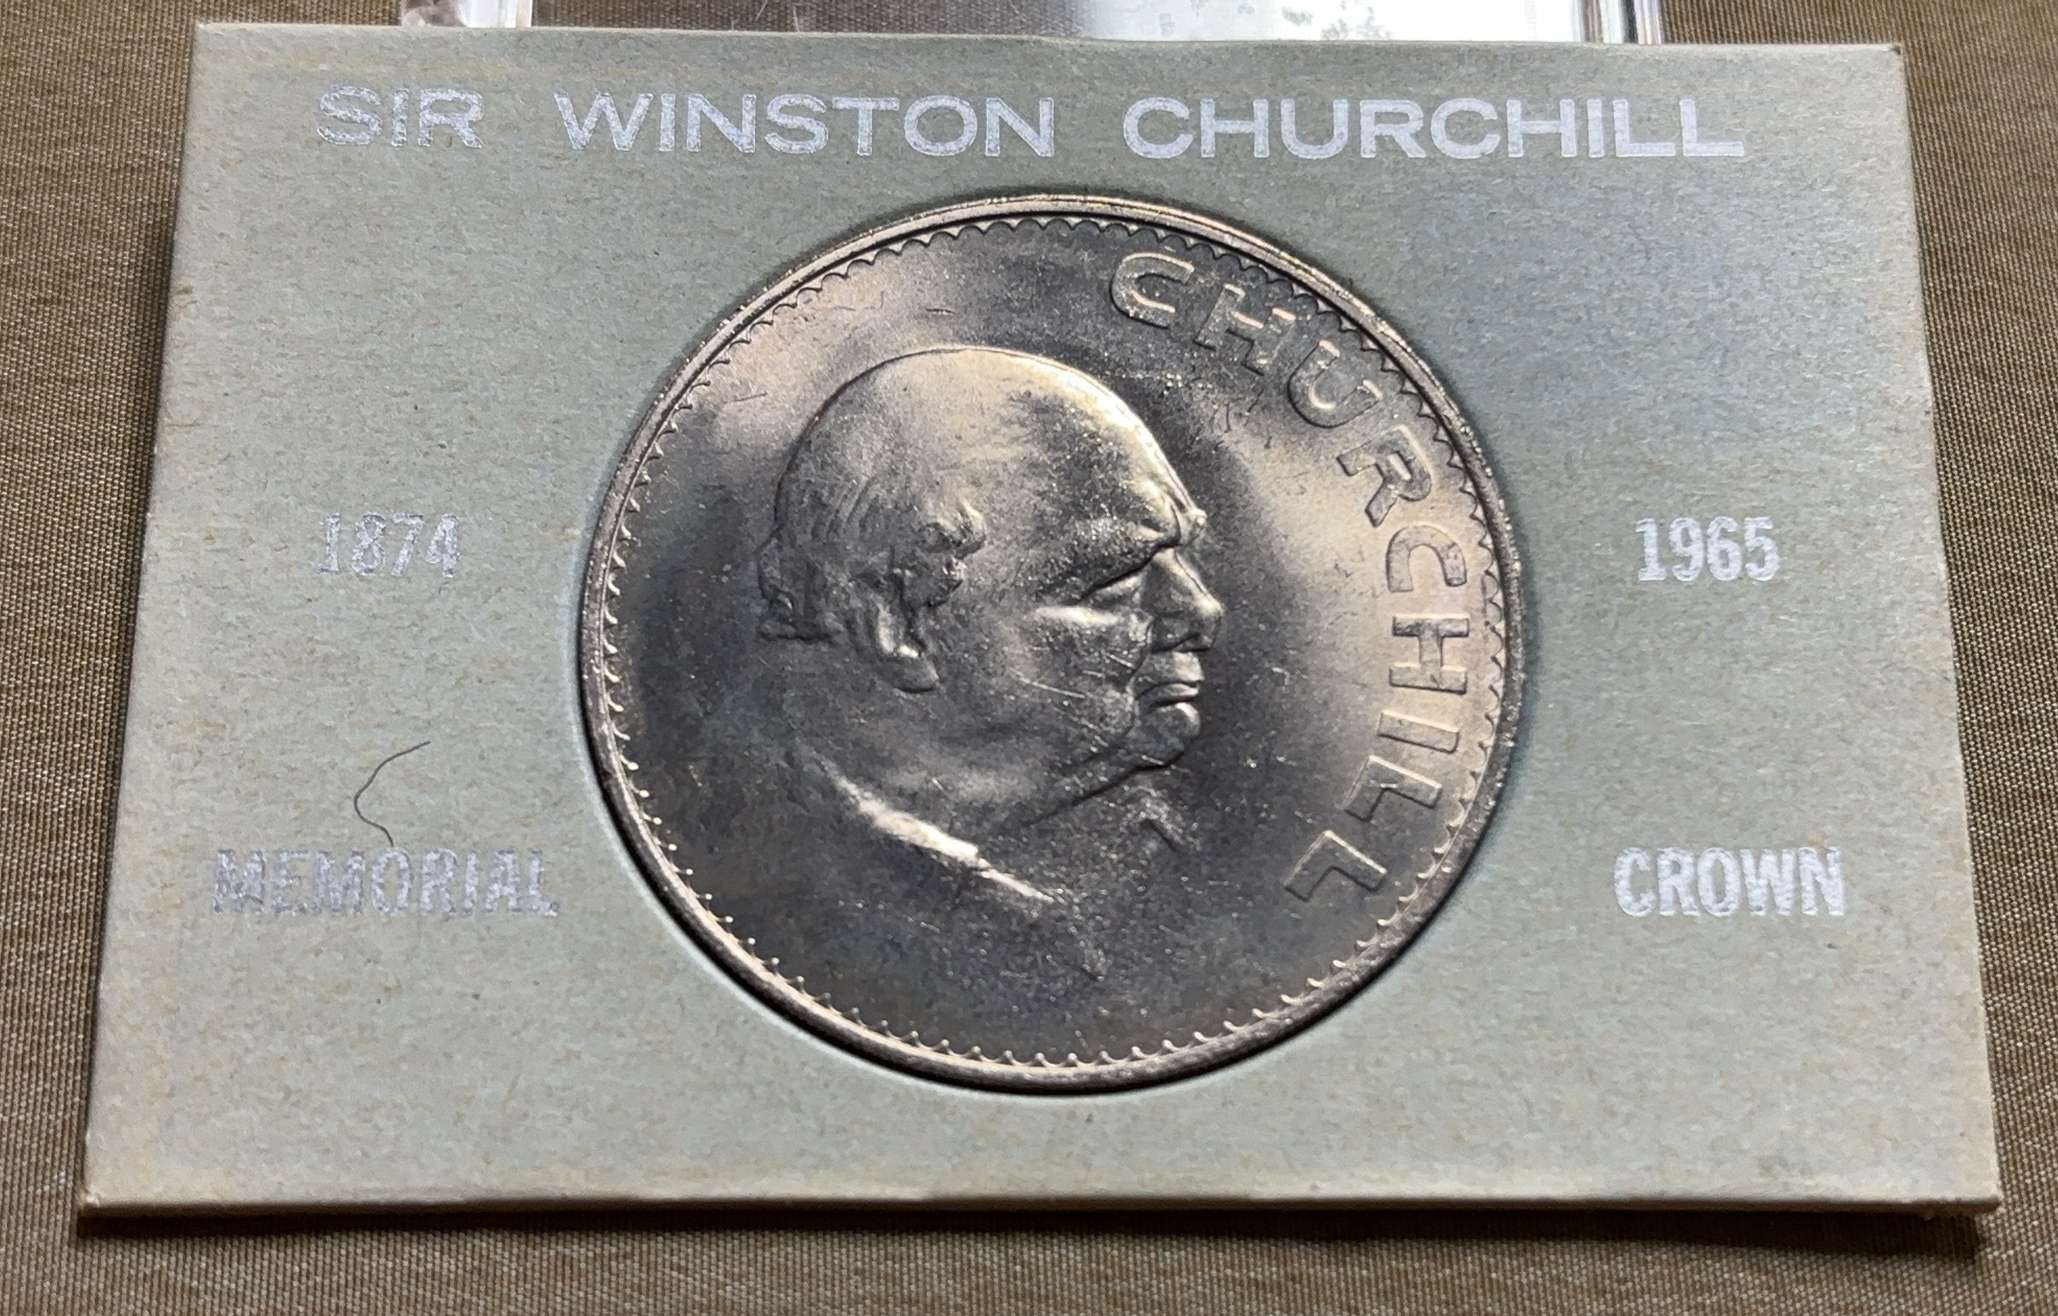 SIR WINSTON CHURCHILL
CHURCHILL
1874
1965
MEMORIAL
CROWN